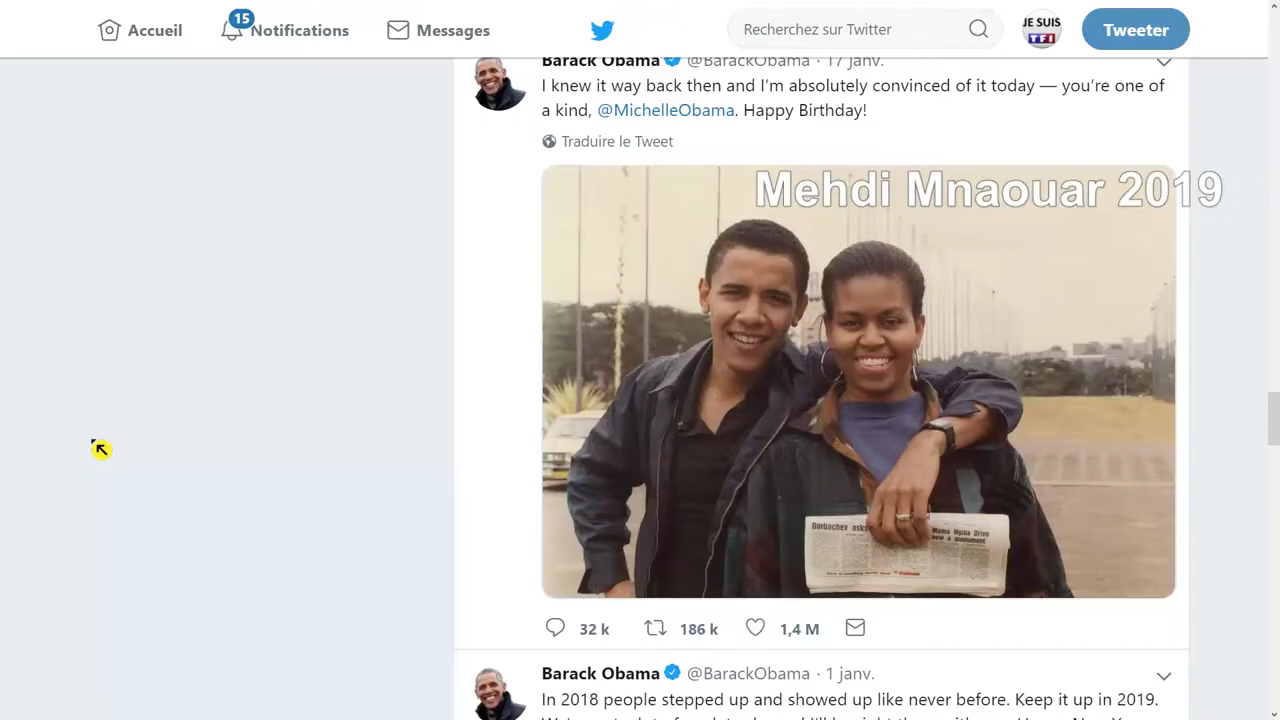 Accueil
15
Notifications
Messages
Recherchez sur Twitter
JE SUIS
TF1
Tweeter
Barack Obama @BarackObama · 17 janv.
I knew it way back then and I'm absolutely convinced of it today — you're one of
a kind, @MichelleObama. Happy Birthday!
Traduire le Tweet
Mehdi Mnaouar 2019
Gorbachev asks
Mama Ngina Drive
now a monument
32 k
186 k
1,4 M
Barack Obama @BarackObama · 1 janv.
In 2018 people stepped up and showed up like never before. Keep it up in 2019.